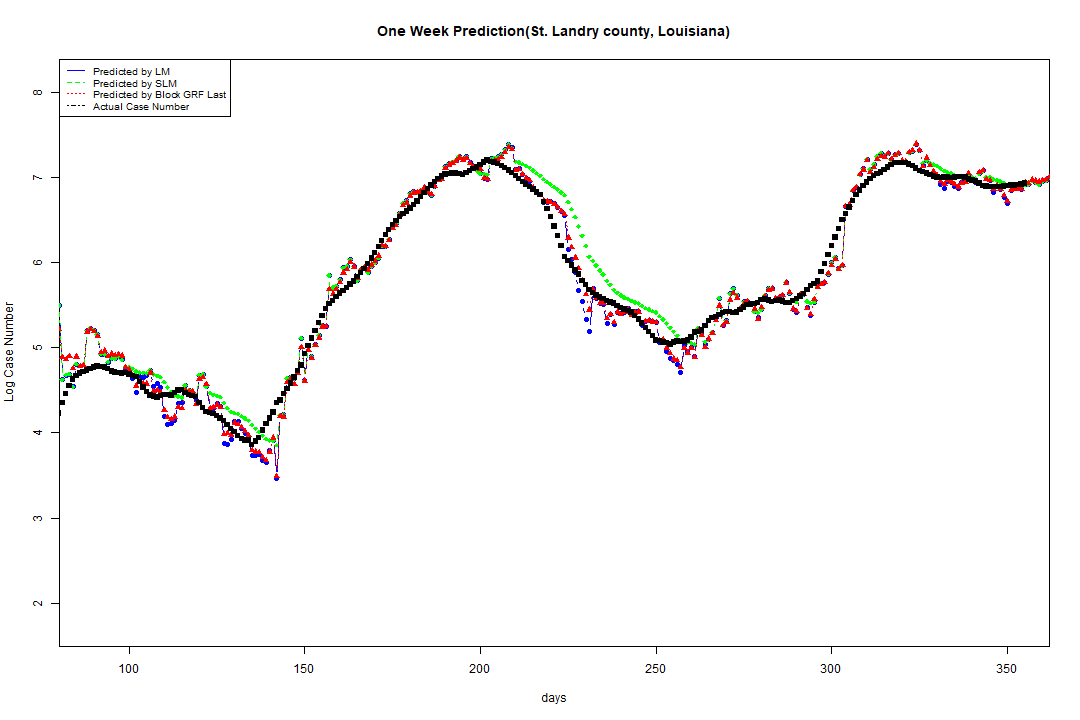 One Week Prediction(St. Landry county, Louisiana)
Predicted by LM
Predicted by SLM
Predicted by Block GRF Last
Actual Case Number
8
7
6
5
4
3
2
Log Case Number
100 150 200 250 300 350
days